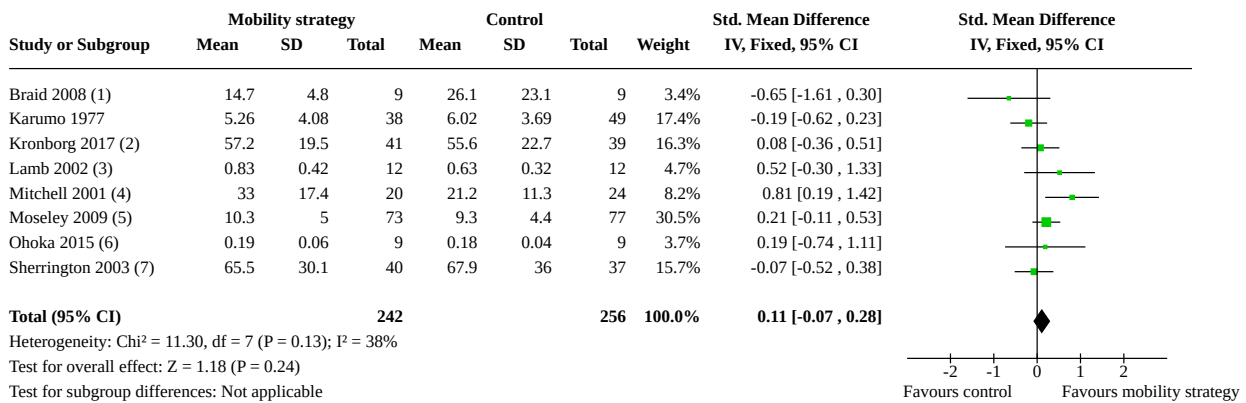 Mobility strategy Control Std. Mean Difference Std. Mean Difference
Study or Subgroup Mean SD Total Mean SD Total Weight IV, Fixed, 95% CI IV, Fixed, 95% CI
Braid 2008 (1) 14.7 4.8 9 26.1 23.1 9 3.4% -0.65 [-1.61 , 0.30]
Karumo 1977 5.26 4.08 38 6.02 3.69 49 17.4% -0.19 [-0.62 , 0.23]
Kronborg 2017 (2) 57.2 19.5 41 55.6 22.7 39 16.3% 0.08 [-0.36 , 0.51]
Lamb 2002 (3) 0.83 0.42 12 0.63 0.32 12 4.7% 0.52 [-0.30 , 1.33]
Mitchell 2001 (4) 33 17.4 20 21.2 11.3 24 8.2% 0.81 [0.19 , 1.42]
Moseley 2009 (5) 10.3 5 73 9.3 4.4 77 30.5% 0.21 [-0.11 , 0.53]
Ohoka 2015 (6) 0.19 0.06 9 0.18 0.04 9 3.7% 0.19 [-0.74 , 1.11]
Sherrington 2003 (7) 65.5 30.1 40 67.9 36 37 15.7% -0.07 [-0.52 , 0.38]
Total (95% CI) 242 256 100.0% 0.11 [-0.07 , 0.28]
Heterogeneity: Chi² = 11.30, df = 7 (P = 0.13); I² = 38%
Test for overall effect: Z = 1.18 (P = 0.24) -2 -1 0 1 2
Test for subgroup differences: Not applicable Favours control Favours mobility strategy